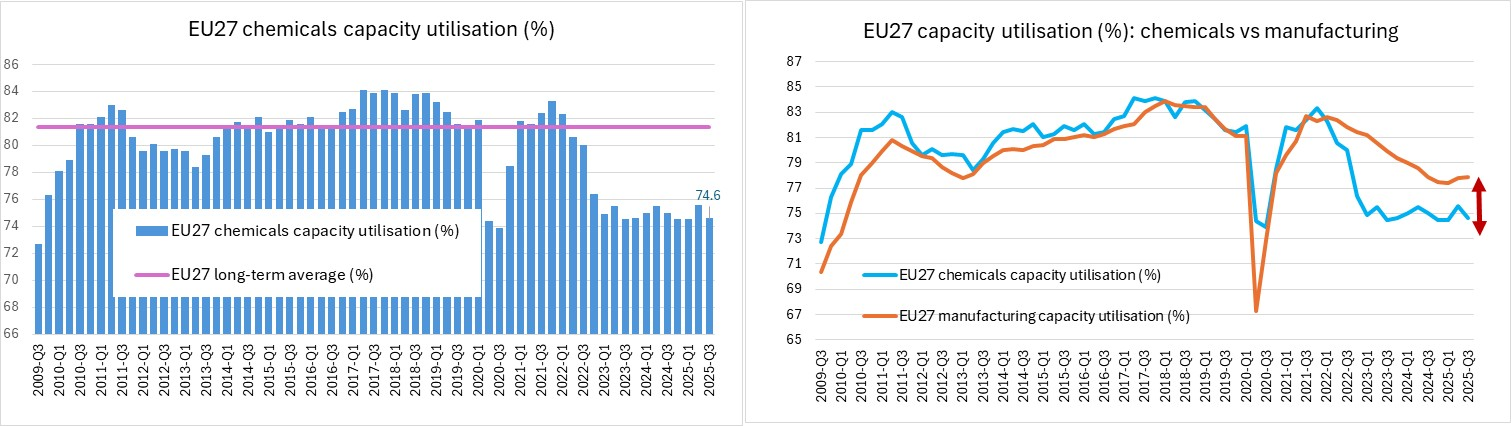 EU27 chemicals capacity utilisation (%)
86
84
82
80
78
76
74
72
70
68
66
74.6
EU27 chemicals capacity utilisation (%)
EU27 long-term average (%)
2009-Q3
2010-Q1
2010-Q3
2011-Q1
2011-Q3
2012-Q1
2012-Q3
2013-Q1
2013-Q3
2014-Q1
2014-Q3
2015-Q1
2015-Q3
2016-Q1
2016-Q3
2017-Q1
2017-Q3
2018-Q1
2018-Q3
2019-Q1
2019-Q3
2020-Q1
2020-Q3
2021-Q1
2021-Q3
2022-Q1
2022-Q3
2023-Q1
2023-Q3
2024-Q1
2024-Q3
2025-Q1
2025-Q3
EU27 capacity utilisation (%): chemicals vs manufacturing
87
85
83
81
79
77
75
73
71
69
67
65
EU27 chemicals capacity utilisation (%)
EU27 manufacturing capacity utilisation (%)
2009-Q3
2010-Q1
2010-Q3
2011-Q1
2011-Q3
2012-Q1
2012-Q3
2013-Q1
2013-Q3
2014-Q1
2014-Q3
2015-Q1
2015-Q3
2016-Q1
2016-Q3
2017-Q1
2017-Q3
2018-Q1
2018-Q3
2019-Q1
2019-Q3
2020-Q1
2020-Q3
2021-Q1
2021-Q3
2022-Q1
2022-Q3
2023-Q1
2023-Q3
2024-Q1
2024-Q3
2025-Q1
2025-Q3